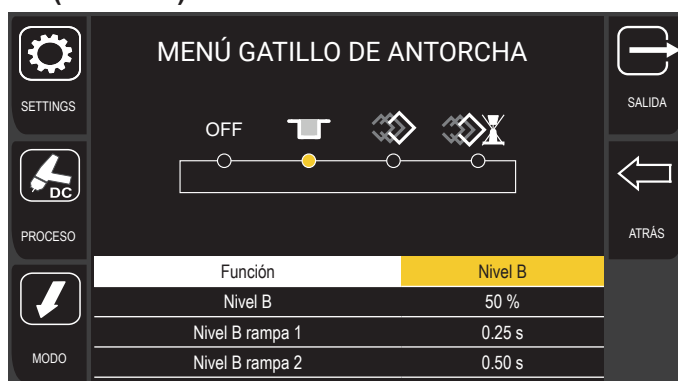 MENÚ GATILLO DE ANTORCHA
SETTINGS
SALIDA
OFF
DC
PROCESO
ATRÁS
Función Nivel B
Nivel B 50 %
Nivel B rampa 1 0.25 s
Nivel B rampa 2 0.50 s
MODO